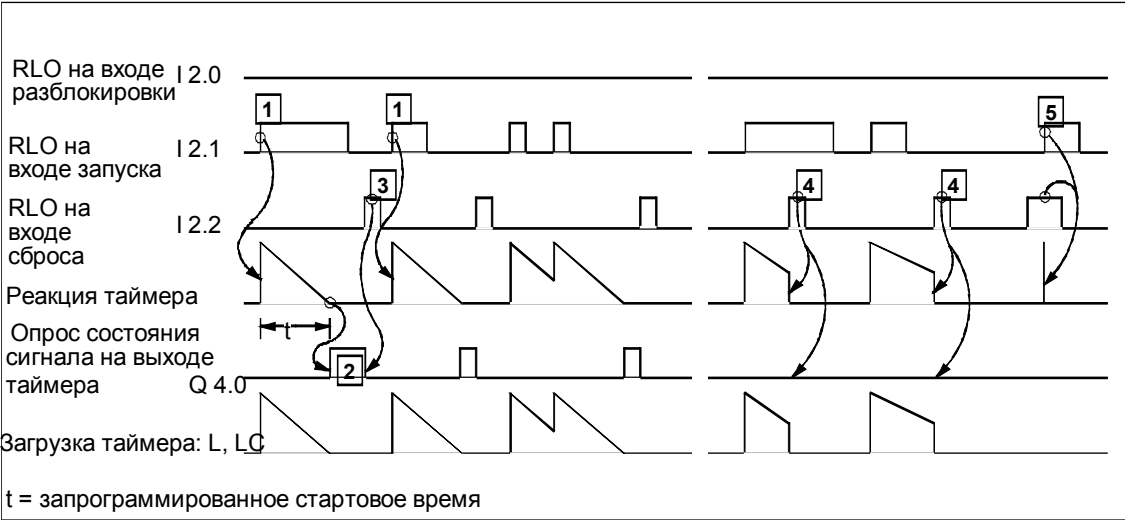 RLO на входе
разблокировки
I 2.0
1
1
5
RLO на
входе запуска
I 2.1
3
4
4
RLO на
входе
сброса
I 2.2
Реакция таймера
t
Опрос состояния
сигнала на выходе
таймера
Q 4.0
2
Загрузка таймера: L, LC
t = запрограммированное стартовое время